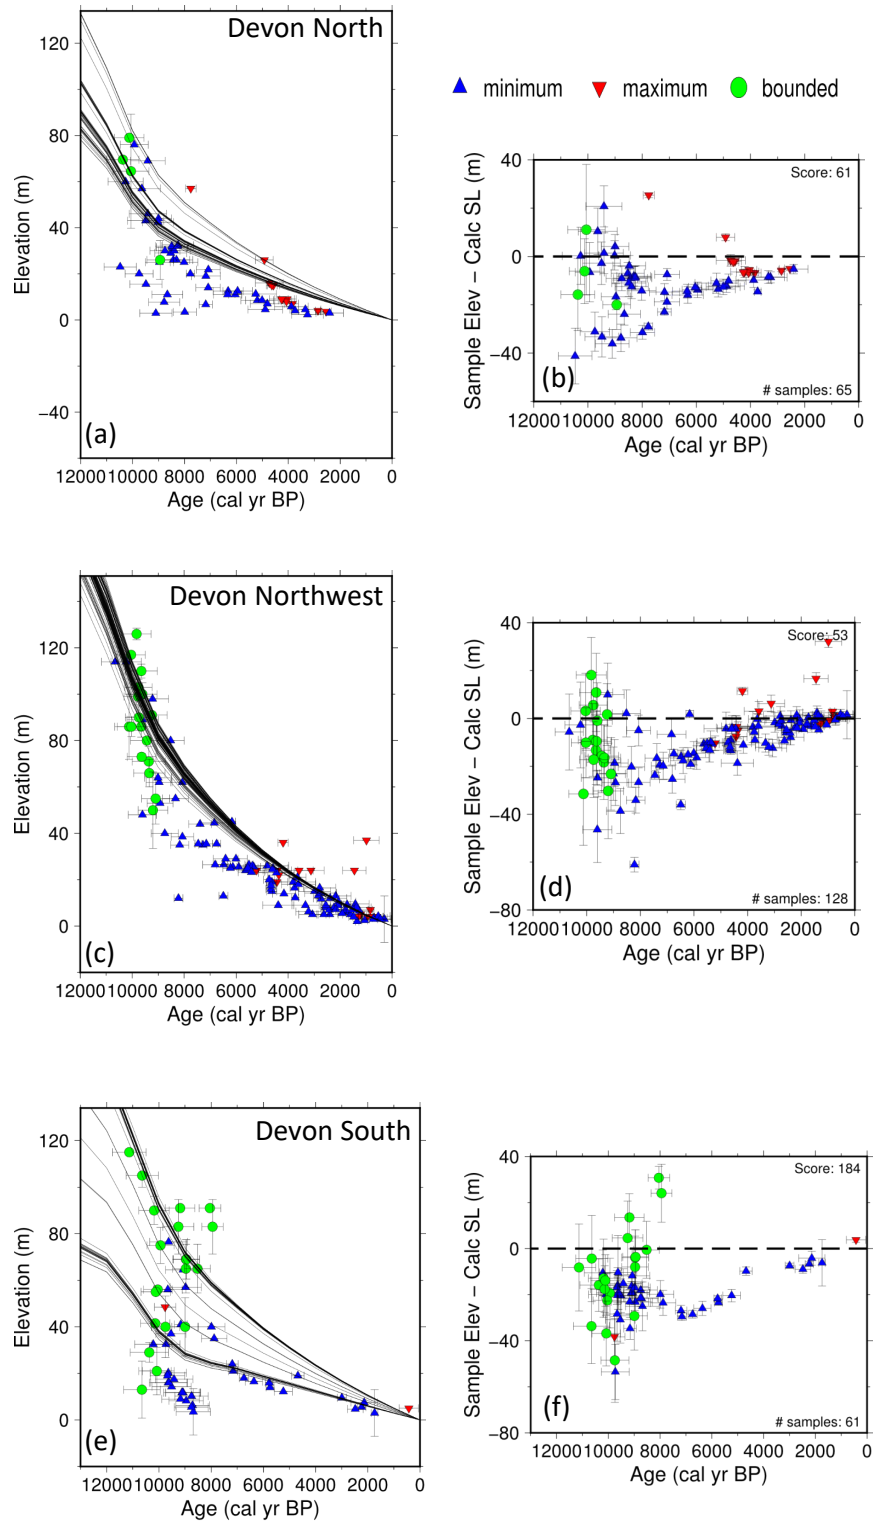 Devon North
120
80
40
0
−40
Elevation (m)
(a)
12000 10000 8000 6000 4000 2000 0
Age (cal yr BP)
minimum maximum bounded
40
0
−40
Sample Elev − Calc SL (m)
Score: 61
(b)
# samples: 65
12000 10000 8000 6000 4000 2000 0
Age (cal yr BP)
Devon Northwest
120
80
40
0
Elevation (m)
(c)
12000 10000 8000 6000 4000 2000 0
Age (cal yr BP)
40
0
−40
−80
Sample Elev − Calc SL (m)
Score: 53
(d)
# samples: 128
12000 10000 8000 6000 4000 2000 0
Age (cal yr BP)
Devon South
120
80
40
0
Elevation (m)
(e)
12000 10000 8000 6000 4000 2000 0
Age (cal yr BP)
40
0
−40
−80
Sample Elev − Calc SL (m)
Score: 184
(f)
# samples: 61
12000 10000 8000 6000 4000 2000 0
Age (cal yr BP)